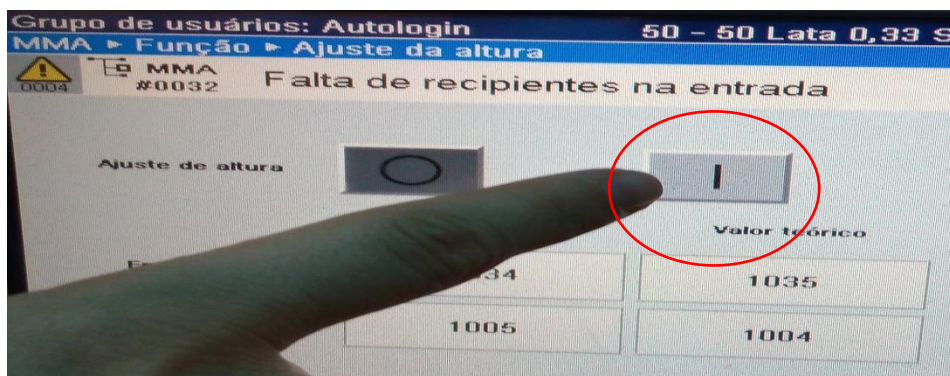 Grupo de usuários: Autologin 50 - 50 Lata 0,33 S
MMA ► Função ► Ajuste da altura
0004 MMA #0032 Falta de recipientes na entrada
Ajuste de altura O I
Valor teórico
34 1035
1005 1004